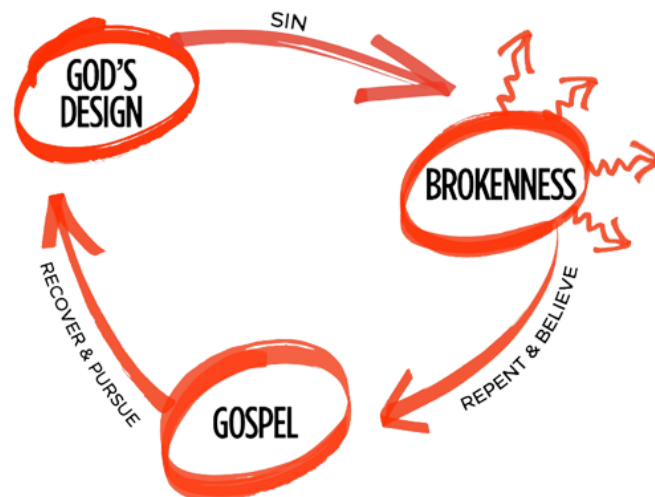 SIN
GOD'S
DESIGN
BROKENNESS
REPENT & BELIEVE
GOSPEL
RECOVER & PURSUE